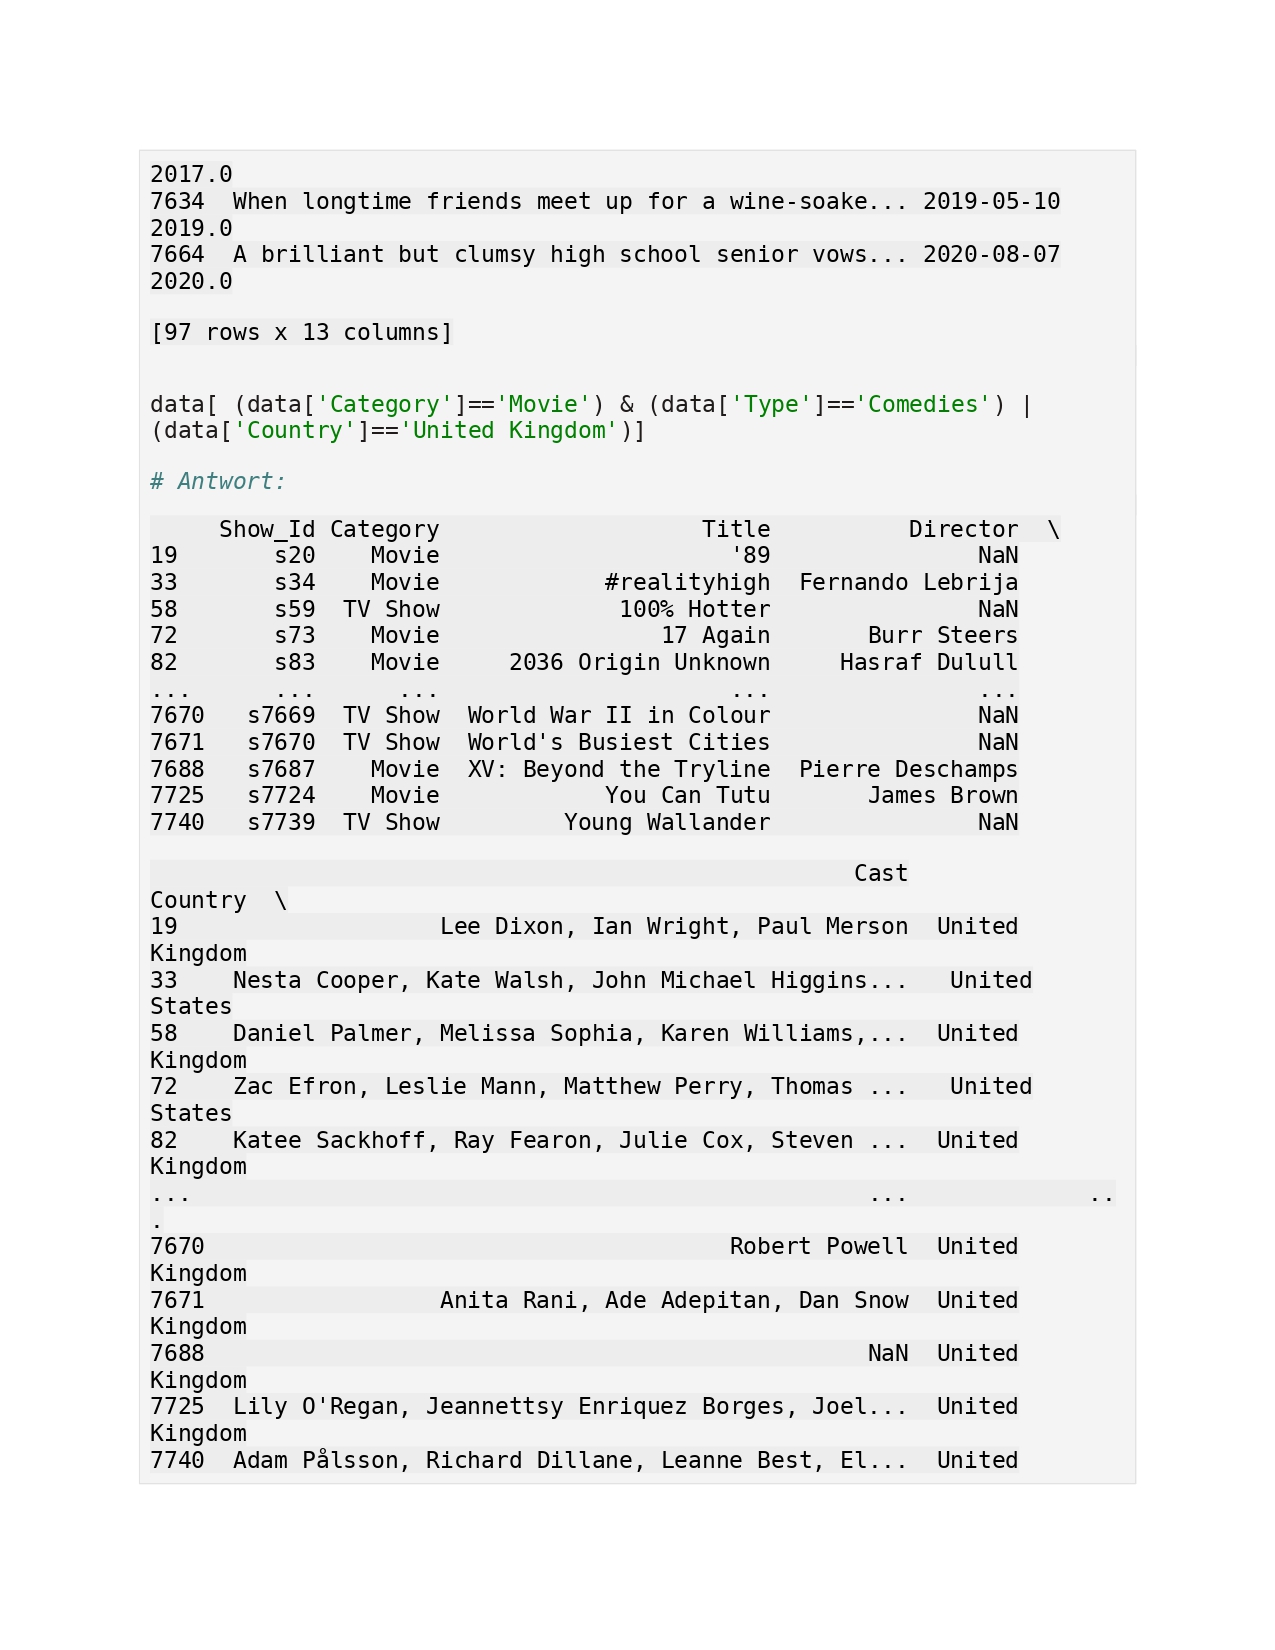 2017.0
7634  When longtime friends meet up for a wine-soake... 2019-05-10
2019.0
7664  A brilliant but clumsy high school senior vows... 2020-08-07
2020.0
[97 rows x 13 columns]
data[ (data['Category']=='Movie') & (data['Type']=='Comedies') |
(data['Country']=='United Kingdom')]
# Antwort:
     Show_Id Category                   Title          Director  \
19       s20    Movie                     '89               NaN
33       s34    Movie            #realityhigh  Fernando Lebrija
58       s59  TV Show             100% Hotter               NaN
72       s73    Movie                17 Again       Burr Steers
82       s83    Movie     2036 Origin Unknown     Hasraf Dulull
...      ...      ...                     ...               ...
7670   s7669  TV Show  World War II in Colour               NaN
7671   s7670  TV Show  World's Busiest Cities               NaN
7688   s7687    Movie  XV: Beyond the Tryline  Pierre Deschamps
7725   s7724    Movie            You Can Tutu       James Brown
7740   s7739  TV Show         Young Wallander               NaN
                                                   Cast
Country  \
19                   Lee Dixon, Ian Wright, Paul Merson  United
Kingdom
33    Nesta Cooper, Kate Walsh, John Michael Higgins...   United
States
58    Daniel Palmer, Melissa Sophia, Karen Williams,...  United
Kingdom
72    Zac Efron, Leslie Mann, Matthew Perry, Thomas ...   United
States
82    Katee Sackhoff, Ray Fearon, Julie Cox, Steven ...  United
Kingdom
...                                                 ...             ..
.
7670                                      Robert Powell  United
Kingdom
7671                 Anita Rani, Ade Adepitan, Dan Snow  United
Kingdom
7688                                                NaN  United
Kingdom
7725  Lily O'Regan, Jeannettsy Enriquez Borges, Joel...  United
Kingdom
7740  Adam Pålsson, Richard Dillane, Leanne Best, El...  United